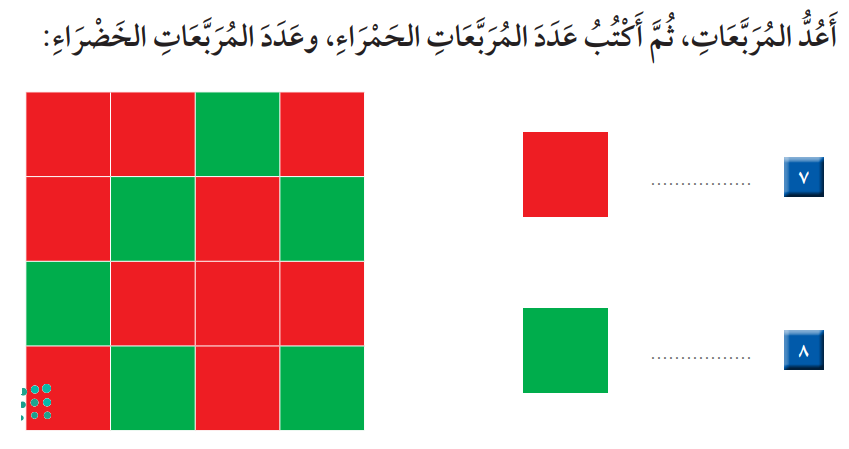 أَعُدُّ المُرَبَّعَاتِ، ثُمَّ أَكْتُبُ عَدَدَ المُرَبَّعَاتِ الحَمْرَاءِ، وعَدَدَ المُرَبَّعَاتِ الخَضْرَاءِ:
٧ .................
٨ .................